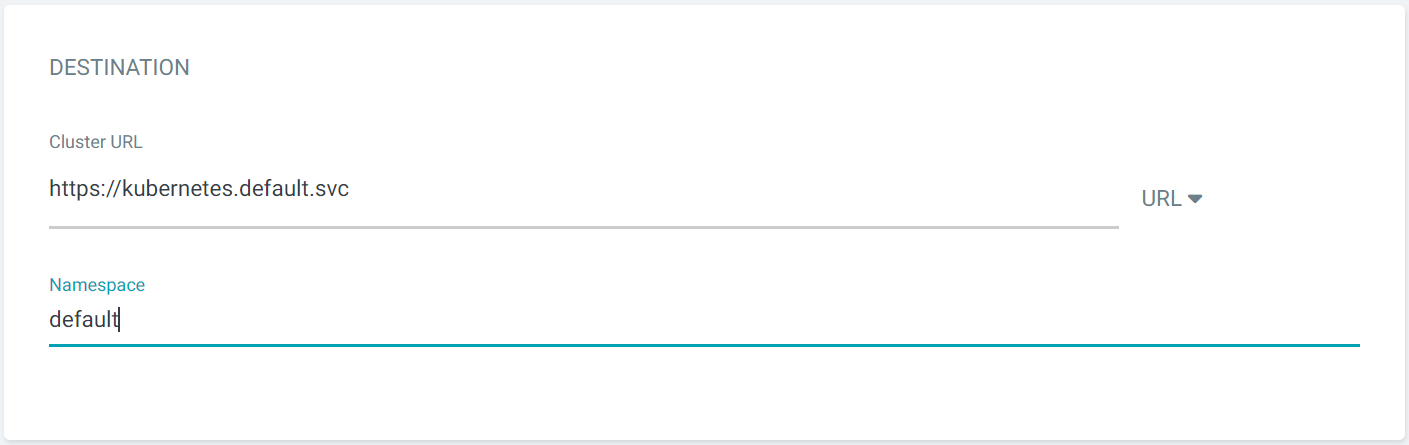 DESTINATION
Cluster URL
https://kubernetes.default.svc
URL
Namespace
default